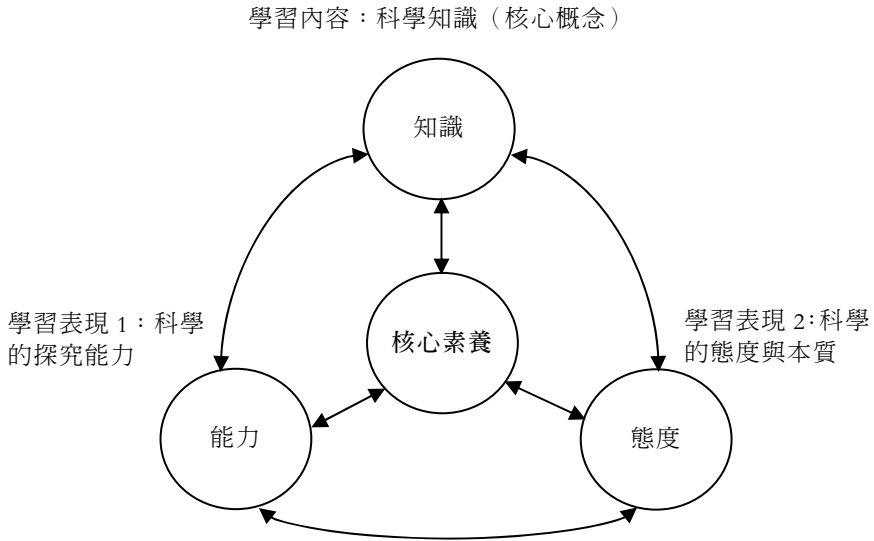 學習內容：科學知識（核心概念）
知識
學習表現 1：科學
的探究能力
核心素養
學習表現 2：科學
的態度與本質
能力
態度